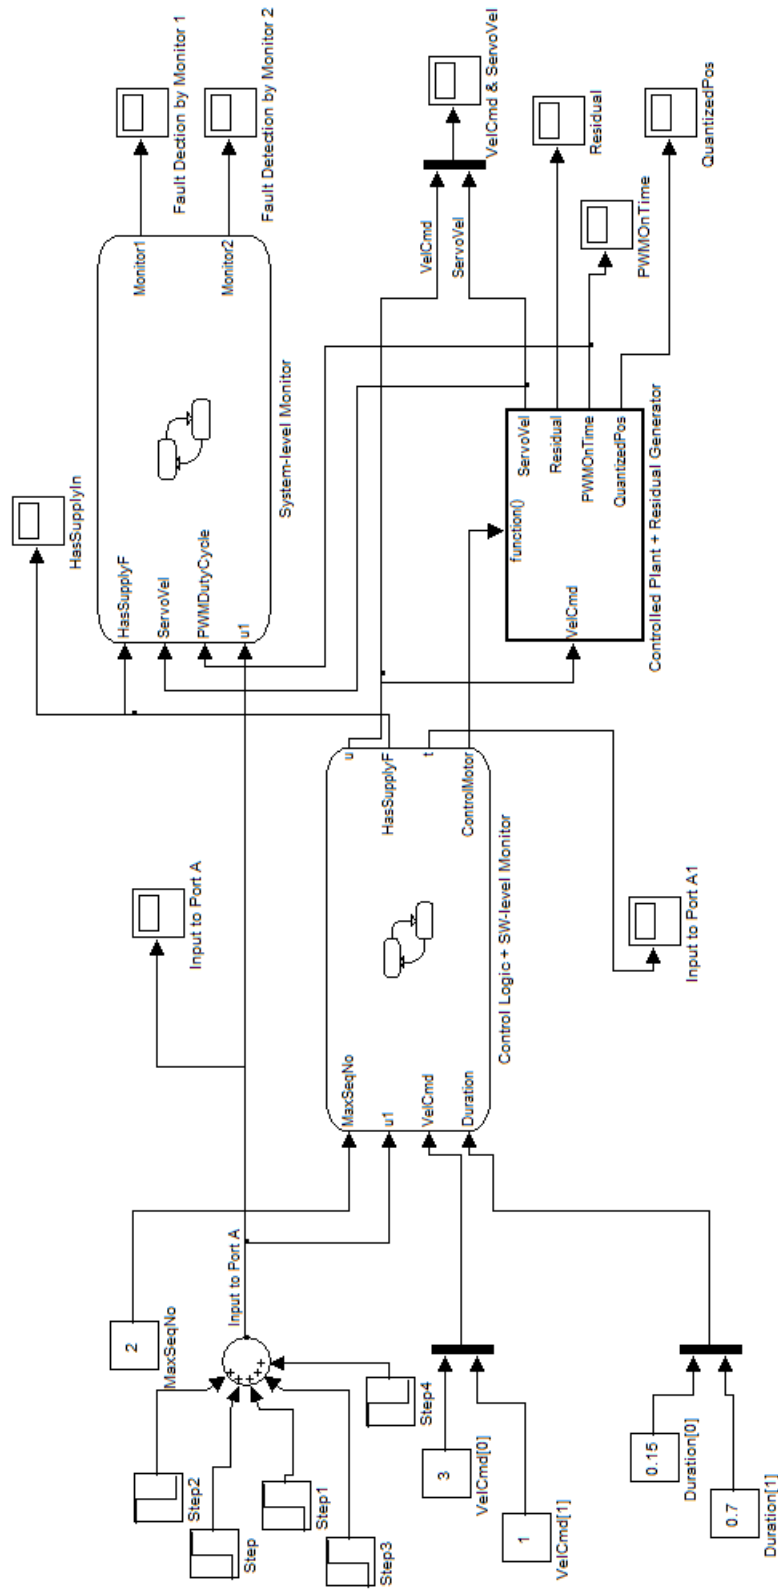 Step2
Step
Step1
Step3
Step4
2
MaxSeqNo
+
+
+
+
+
Input to Port A
3
VelCmd[0]
1
VelCmd[1]
0.15
Duration[0]
0.7
Duration[1]
Input to Port A
MaxSeqNo
u1
VelCmd
Duration
u
HasSupplyF
t
ControlMotor
Control Logic + SW-level Monitor
Input to Port A1
HasSupplyIn
HasSupplyF
ServoVel
PWMDutyCycle
u1
Monitor1
Monitor2
System-level Monitor
VelCmd
function()
ServoVel
Residual
PWMOnTime
QuantizedPos
Controlled Plant + Residual Generator
Fault Dection by Monitor 1
Fault Detection by Monitor 2
VelCmd
ServoVel
VelCmd & ServoVel
Residual
PWMOnTime
QuantizedPos